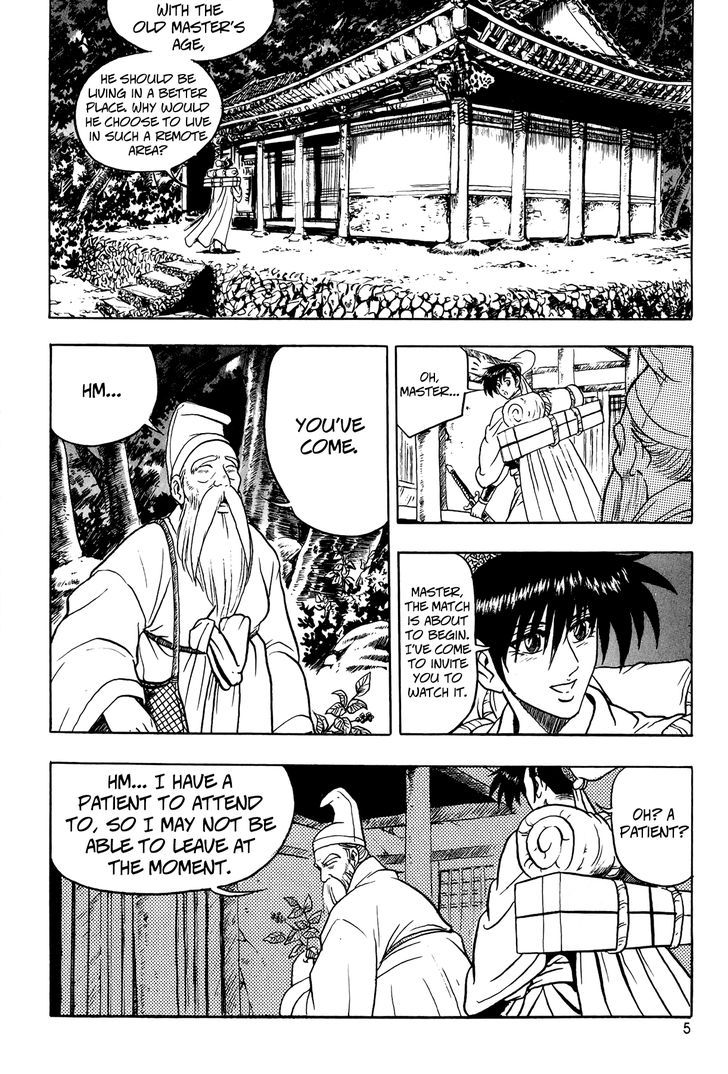 WITH THE
OLD MASTER'S
AGE,
HE SHOULD BE
LIVING IN A BETTER
PLACE. WHY WOULD
HE CHOOSE TO LIVE
IN SUCH A REMOTE
AREA?
OH,
MASTER...
YOU'VE
COME.
HM...
MASTER,
THE MATCH
IS ABOUT
TO BEGIN.
I'VE COME
TO INVITE
YOU TO
WATCH IT.
HM... I HAVE A
PATIENT TO ATTEND
TO, SO I MAY NOT BE
ABLE TO LEAVE AT
THE MOMENT.
OH? A
PATIENT?
5